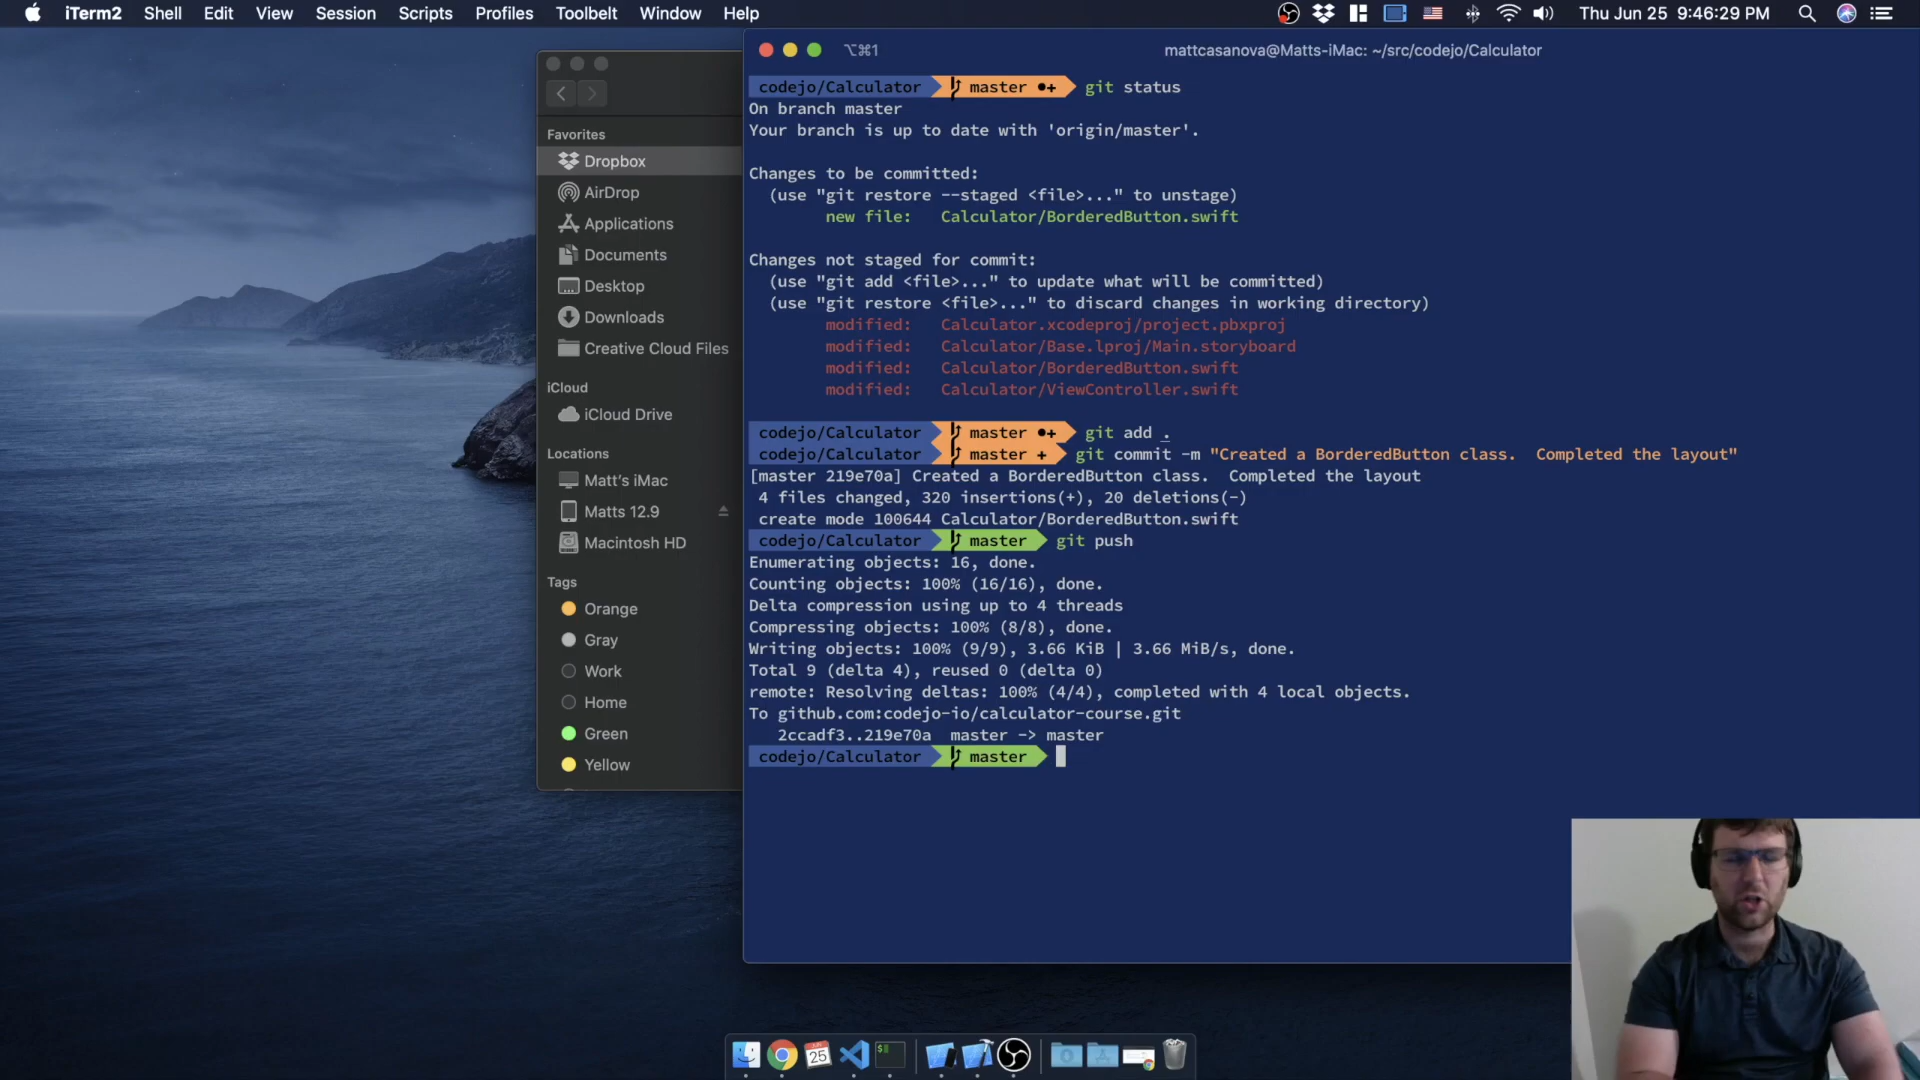 iTerm2 Shell Edit View Session Scripts Profiles Toolbelt Window Help Thu Jun 25 9:46:29 PM
⌥⌘1 mattcasanova@Matts-iMac: ~/src/codejo/Calculator
Favorites
Dropbox
AirDrop
Applications
Documents
Desktop
Downloads
Creative Cloud Files
iCloud
iCloud Drive
Locations
Matt's iMac
Matts 12.9
Macintosh HD
Tags
Orange
Gray
Work
Home
Green
Yellow
codejo/Calculator master ●+ git status
On branch master
Your branch is up to date with 'origin/master'.
Changes to be committed:
(use "git restore --staged <file>..." to unstage)
new file: Calculator/BorderedButton.swift
Changes not staged for commit:
(use "git add <file>..." to update what will be committed)
(use "git restore <file>..." to discard changes in working directory)
modified: Calculator.xcodeproj/project.pbxproj
modified: Calculator/Base.lproj/Main.storyboard
modified: Calculator/BorderedButton.swift
modified: Calculator/ViewController.swift
codejo/Calculator master ●+ git add .
codejo/Calculator master + git commit -m "Created a BorderedButton class.  Completed the layout"
[master 219e70a] Created a BorderedButton class.  Completed the layout
4 files changed, 320 insertions(+), 20 deletions(-)
create mode 100644 Calculator/BorderedButton.swift
codejo/Calculator master git push
Enumerating objects: 16, done.
Counting objects: 100% (16/16), done.
Delta compression using up to 4 threads
Compressing objects: 100% (8/8), done.
Writing objects: 100% (9/9), 3.66 KiB | 3.66 MiB/s, done.
Total 9 (delta 4), reused 0 (delta 0)
remote: Resolving deltas: 100% (4/4), completed with 4 local objects.
To github.com:codejo-io/calculator-course.git
2ccadf3..219e70a master -> master
codejo/Calculator master
25